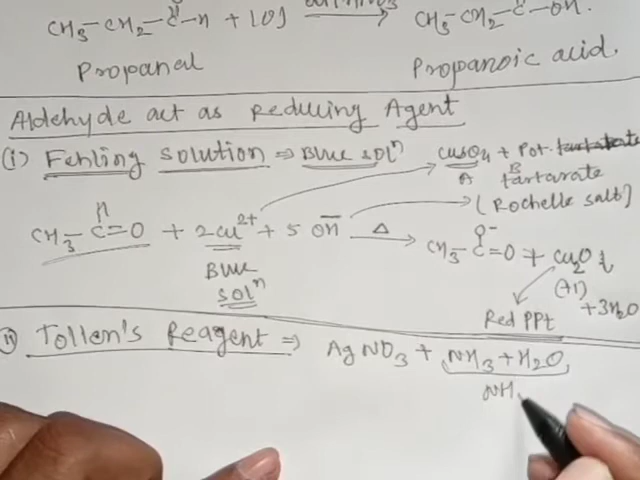 O
CH3-CH2-C-H + [O] → CH3-CH2-C-OH.
Propanal Propanoic acid.
Aldehyde act as Reducing Agent
(i) Fehling solution ⇒ Blue solⁿ CuSO4 + Pot. tartarate
A B
(Rochelle salt)
H
CH3-C=O + 2Cu²⁺ + 5 OH⁻ Δ→ CH3-C=O + Cu2O↓
O⁻
Blue solⁿ (+1) +3H2O
Red PPt
ii) Tollen's Reagent ⇒ AgNO3 + NH3 + H2O
NH